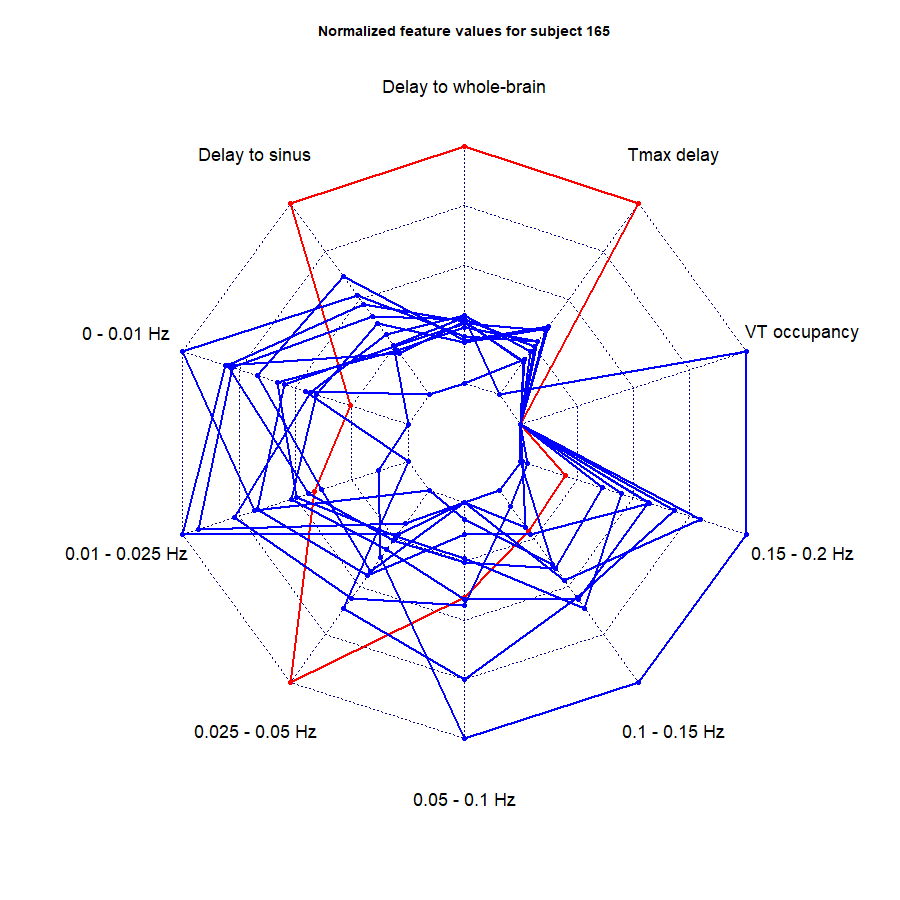 Normalized feature values for subject 165
Delay to whole-brain
Delay to sinus
Tmax delay
0 - 0.01 Hz
VT occupancy
0.01 - 0.025 Hz
0.15 - 0.2 Hz
0.025 - 0.05 Hz
0.1 - 0.15 Hz
0.05 - 0.1 Hz